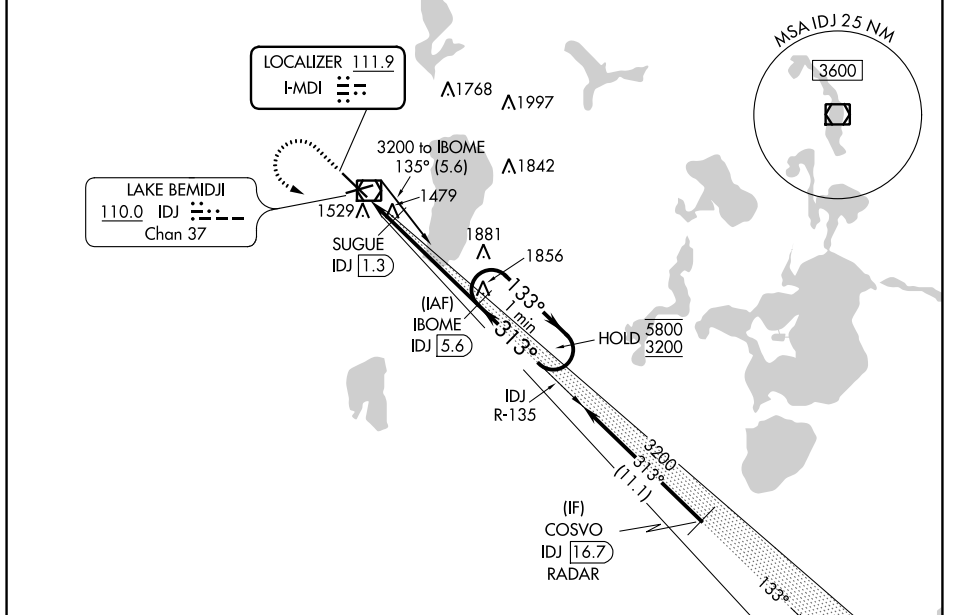 MSA IDJ 25 NM
3600
LOCALIZER 111.9
I-MDI
1768
1997
3200 to IBOME
135° (5.6)
1842
LAKE BEMIDJI
110.0 IDJ
Chan 37
1529
1479
SUGUE
IDJ 1.3
1881
1856
133°
1 min
313°
(IAF)
IBOME
IDJ 5.6
HOLD 5800
3200
IDJ
R-135
3200
313°
(11.1)
(IF)
COSVO
IDJ 16.7
RADAR
133°